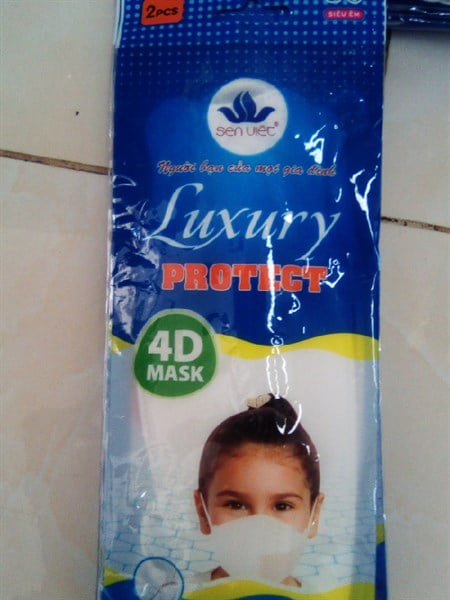 2PCS
SIÊU ÊM
Sen Việt®
Người bạn của mọi gia đình
Luxury
PROTECT
4D
MASK